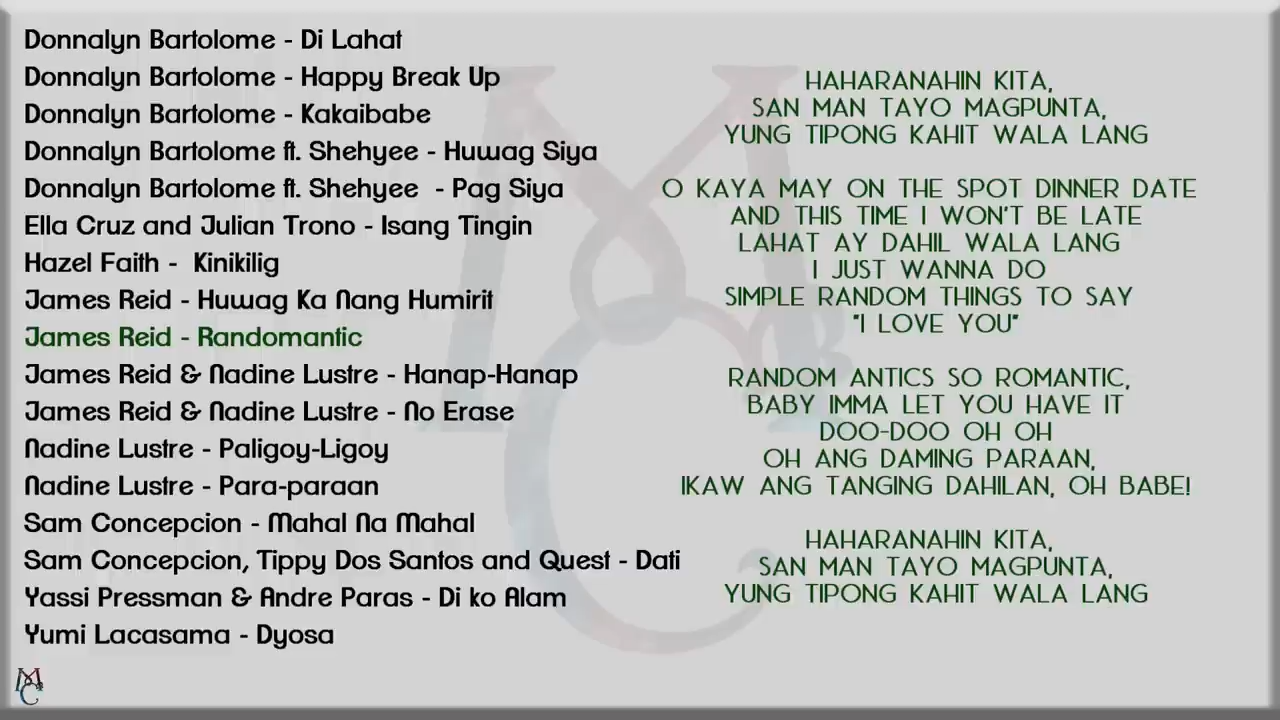 Donnalyn Bartolome - Di Lahat
Donnalyn Bartolome - Happy Break Up
Donnalyn Bartolome - Kakaibabe
Donnalyn Bartolome ft. Shehyee - Huwag Siya
Donnalyn Bartolome ft. Shehyee  - Pag Siya
Ella Cruz and Julian Trono - Isang Tingin
Hazel Faith -  Kinikilig
James Reid - Huwag Ka Nang Humirit
James Reid - Randomantic
James Reid & Nadine Lustre - Hanap-Hanap
James Reid & Nadine Lustre - No Erase
Nadine Lustre - Paligoy-Ligoy
Nadine Lustre - Para-paraan
Sam Concepcion - Mahal Na Mahal
Sam Concepcion, Tippy Dos Santos and Quest - Dati
Yassi Pressman & Andre Paras - Di ko Alam
Yumi Lacasama - Dyosa
HAHARANAHIN KITA,
SAN MAN TAYO MAGPUNTA,
YUNG TIPONG KAHIT WALA LANG
O KAYA MAY ON THE SPOT DINNER DATE
AND THIS TIME I WON'T BE LATE
LAHAT AY DAHIL WALA LANG
I JUST WANNA DO
SIMPLE RANDOM THINGS TO SAY
"I LOVE YOU"
RANDOM ANTICS SO ROMANTIC,
BABY IMMA LET YOU HAVE IT
DOO-DOO OH OH
OH ANG DAMING PARAAN,
IKAW ANG TANGING DAHILAN, OH BABE!
HAHARANAHIN KITA,
SAN MAN TAYO MAGPUNTA,
YUNG TIPONG KAHIT WALA LANG